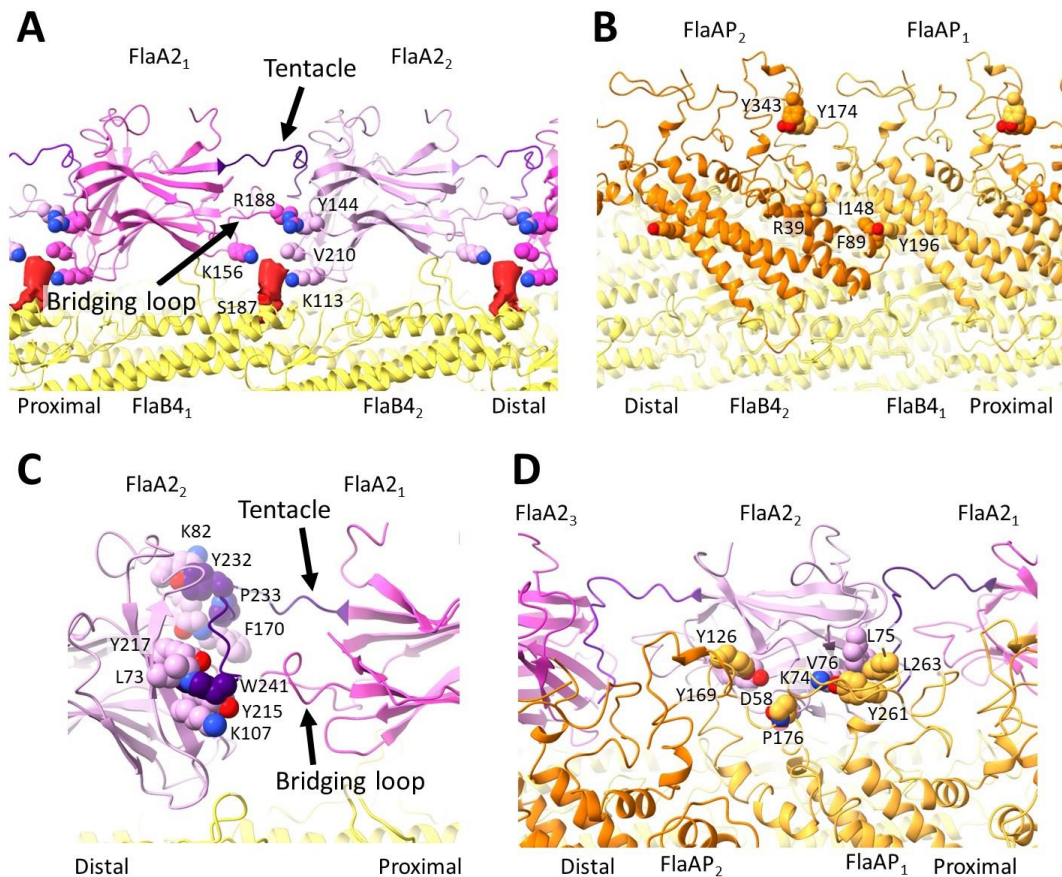 A
FlaA2₁
FlaA2₂
Tentacle
R188
Y144
V210
K156
Bridging loop
S187
K113
Proximal
FlaB4₁
FlaB4₂
Distal
B
FlaAP₂
FlaAP₁
Y343
Y174
I148
R39
F89
Y196
Distal
FlaB4₂
FlaB4₁
Proximal
C
FlaA2₂
FlaA2₁
Tentacle
K82
Y232
P233
F170
Y217
L73
W241
Y215
K107
Bridging loop
Distal
Proximal
D
FlaA2₃
FlaA2₂
FlaA2₁
Y126
L75
V76
L263
K74
Y169
D58
Y261
P176
Distal
FlaAP₂
FlaAP₁
Proximal